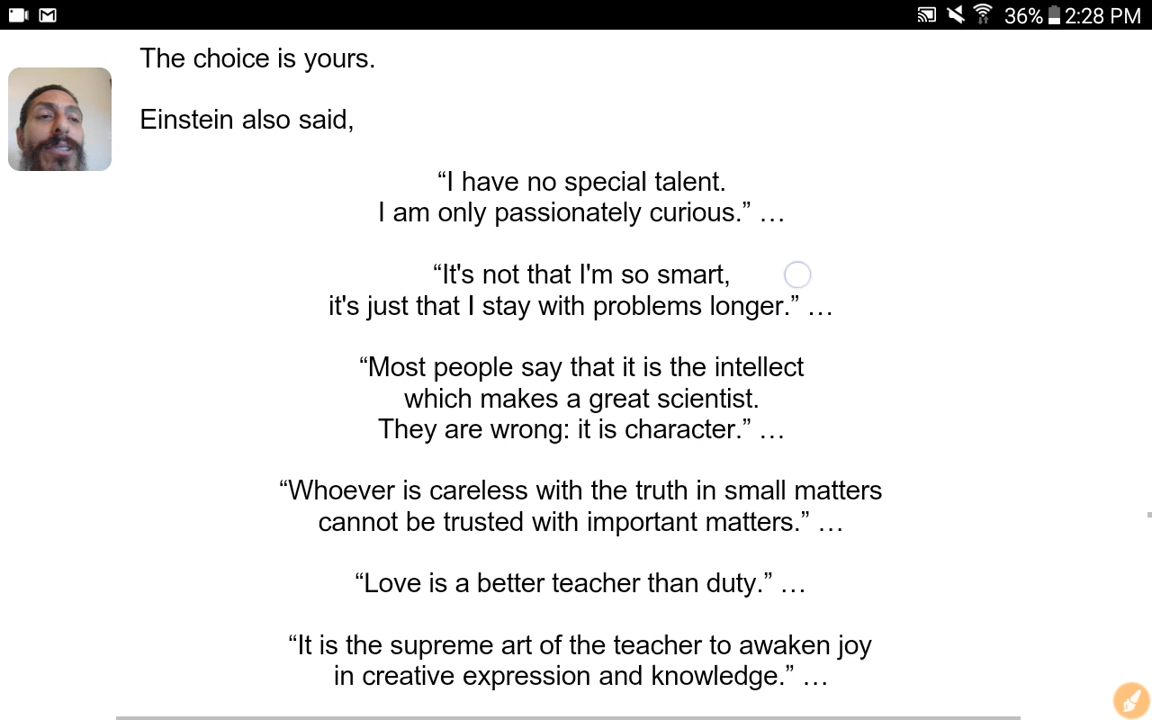 36% 2:28 PM
The choice is yours.
Einstein also said,
“I have no special talent.
I am only passionately curious.” …
“It's not that I'm so smart,
it's just that I stay with problems longer.” …
“Most people say that it is the intellect
which makes a great scientist.
They are wrong: it is character.” …
“Whoever is careless with the truth in small matters
cannot be trusted with important matters.” …
“Love is a better teacher than duty.” …
“It is the supreme art of the teacher to awaken joy
in creative expression and knowledge.” …